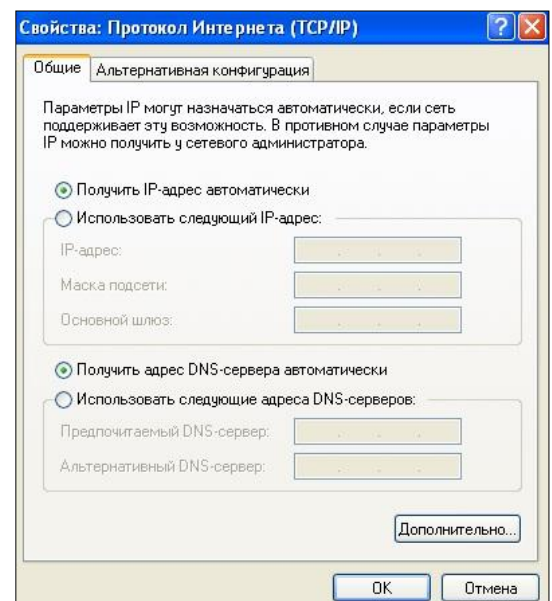 Свойства: Протокол Интернета (TCP/IP)
Общие
Альтернативная конфигурация
Параметры IP могут назначаться автоматически, если сеть
поддерживает эту возможность. В противном случае параметры
IP можно получить у сетевого администратора.
Получить IP-адрес автоматически
Использовать следующий IP-адрес:
IP-адрес:
Маска подсети:
Основной шлюз:
Получить адрес DNS-сервера автоматически
Использовать следующие адреса DNS-серверов:
Предпочитаемый DNS-сервер:
Альтернативный DNS-сервер:
Дополнительно...
OK
Отмена